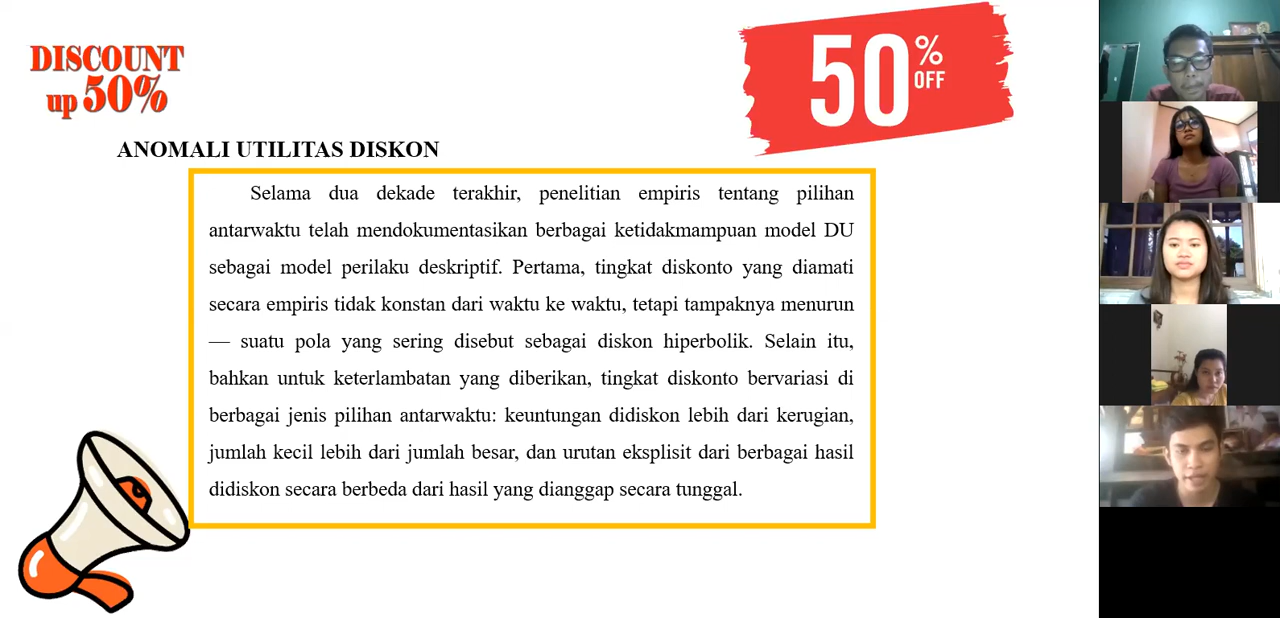 DISCOUNT
up 50%
50%
OFF
ANOMALI UTILITAS DISKON
Selama dua dekade terakhir, penelitian empiris tentang pilihan
antarwaktu telah mendokumentasikan berbagai ketidakmampuan model DU
sebagai model perilaku deskriptif. Pertama, tingkat diskonto yang diamati
secara empiris tidak konstan dari waktu ke waktu, tetapi tampaknya menurun
— suatu pola yang sering disebut sebagai diskon hiperbolik. Selain itu,
bahkan untuk keterlambatan yang diberikan, tingkat diskonto bervariasi di
berbagai jenis pilihan antarwaktu: keuntungan didiskon lebih dari kerugian,
jumlah kecil lebih dari jumlah besar, dan urutan eksplisit dari berbagai hasil
didiskon secara berbeda dari hasil yang dianggap secara tunggal.